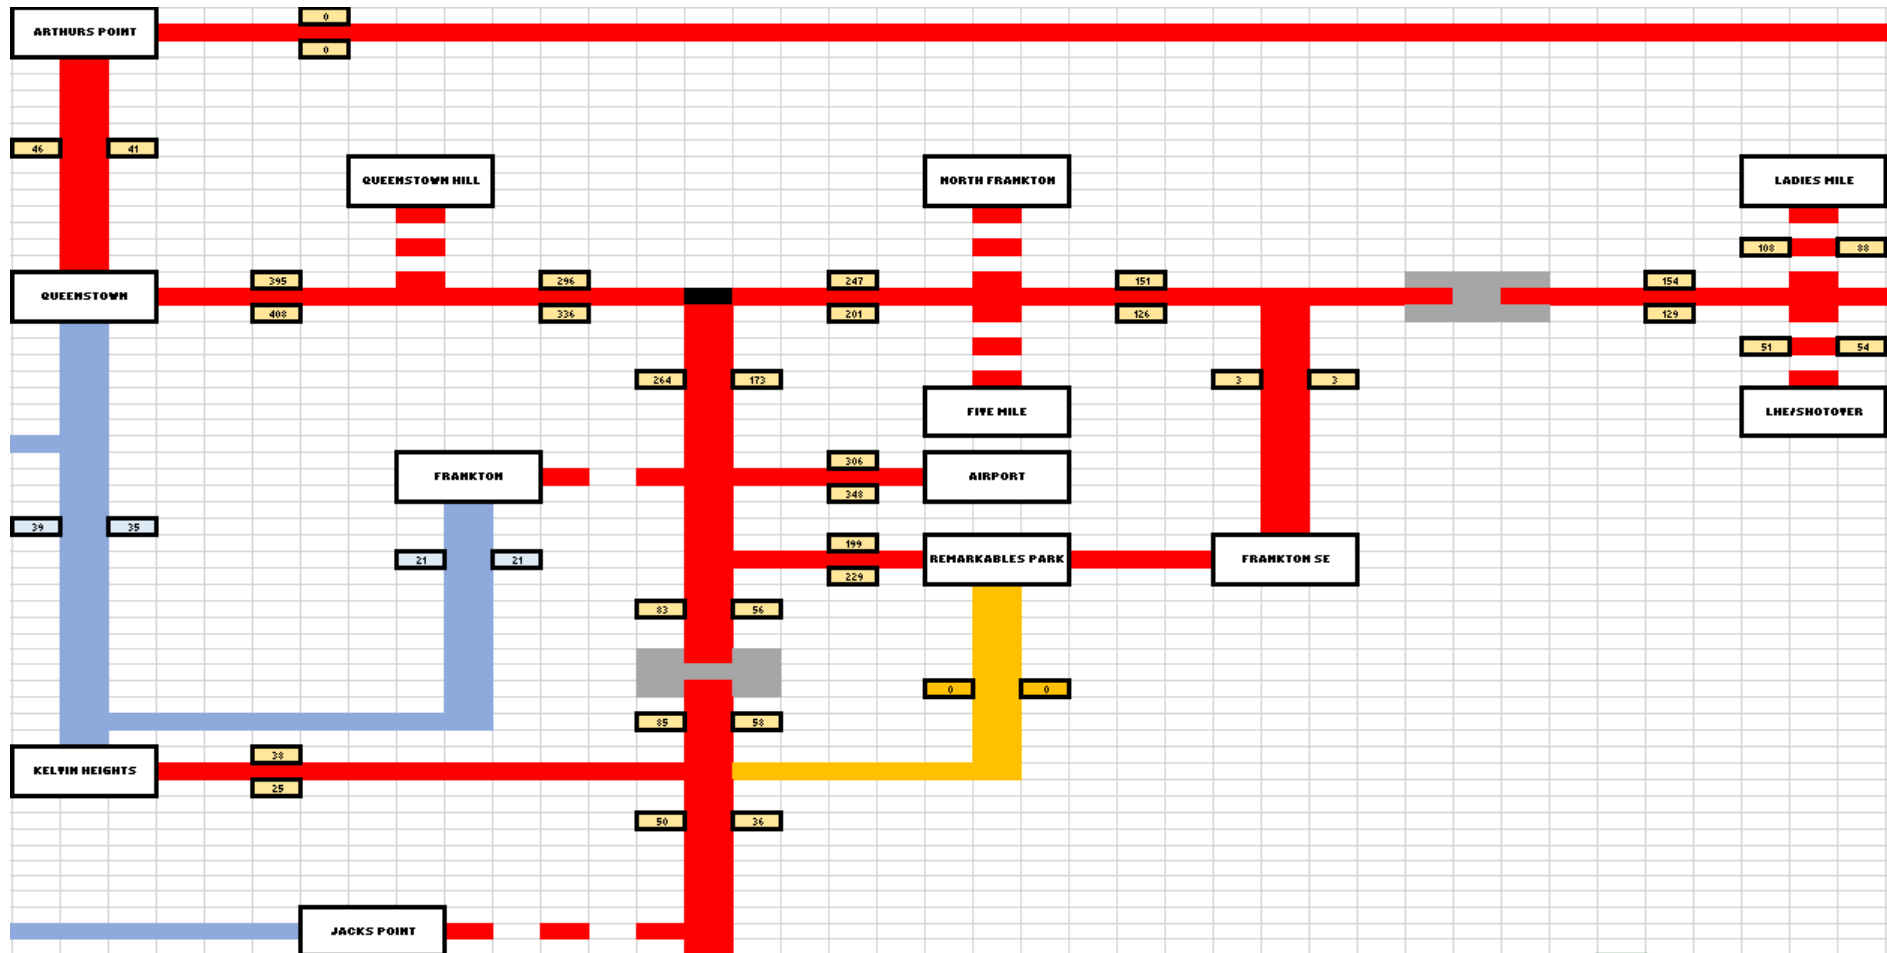 0
ARTHURS POINT
0
46 41
QUEENSTOWN HILL NORTH FRANKTON LADIES MILE
108 88
395 296 247 151 154
QUEENSTOWN
408 336 201 126 129
51 54
264 173 3 3
FIVE MILE LHE/SHOTOVER
306
FRANKTON AIRPORT
348
39 35
199
21 21 REMARKABLES PARK FRANKTON SE
229
83 56
0 0
85 58
38
KELVIN HEIGHTS
25
50 36
JACKS POINT